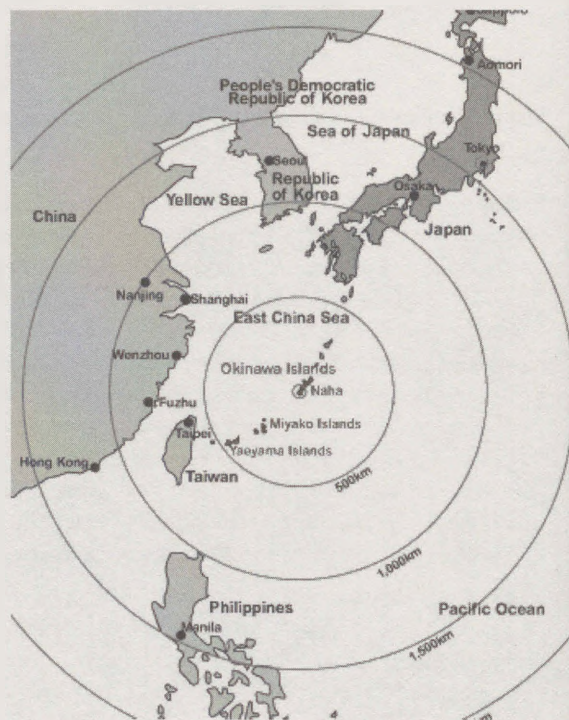 Sapporo
Aomori
People's Democratic
Republic of Korea
Sea of Japan
Tokyo
Seoul
Republic
of Korea
Osaka
Yellow Sea
China
Japan
Nanjing
Shanghai
East China Sea
Wenzhou
Okinawa Islands
Naha
Fuzhu
Miyako Islands
Taipei
Yaeyama Islands
Hong Kong
Taiwan
500km
1,000km
Philippines
Pacific Ocean
Manila
1,500km